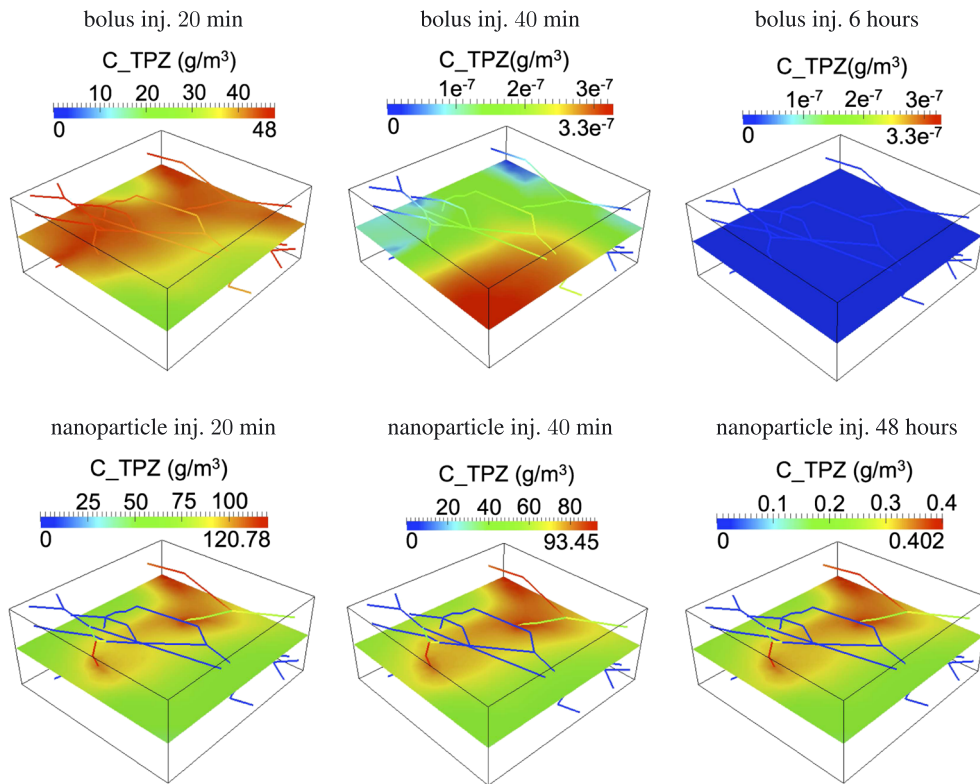 bolus inj. 20 min
C_TPZ (g/m³)
10 20 30 40
0 48
bolus inj. 40 min
C_TPZ(g/m³)
1e⁻⁷ 2e⁻⁷ 3e⁻⁷
0 3.3e⁻⁷
bolus inj. 6 hours
C_TPZ(g/m³)
1e⁻⁷ 2e⁻⁷ 3e⁻⁷
0 3.3e⁻⁷
nanoparticle inj. 20 min
C_TPZ (g/m³)
25 50 75 100
0 120.78
nanoparticle inj. 40 min
C_TPZ (g/m³)
20 40 60 80
0 93.45
nanoparticle inj. 48 hours
C_TPZ (g/m³)
0.1 0.2 0.3 0.4
0 0.402